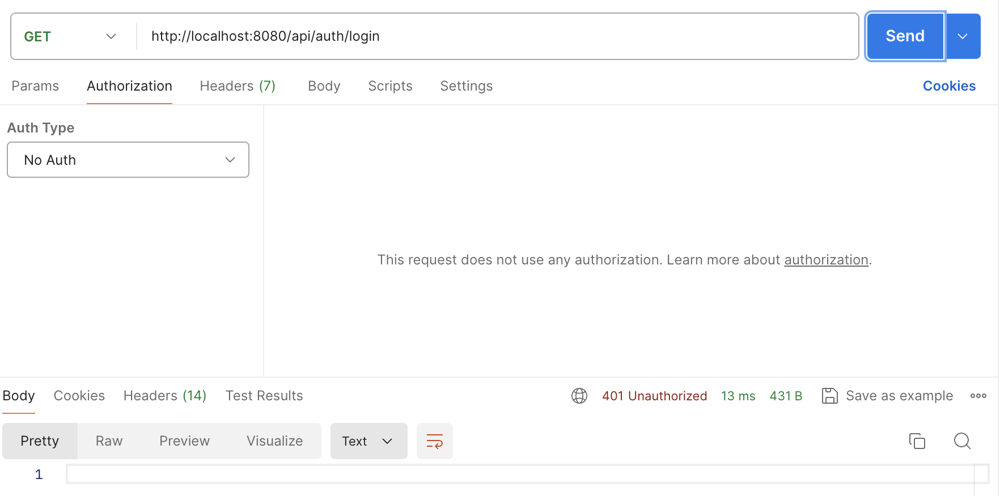 GET http://localhost:8080/api/auth/login Send
Params Authorization Headers (7) Body Scripts Settings Cookies
Auth Type
No Auth
This request does not use any authorization. Learn more about authorization.
Body Cookies Headers (14) Test Results 401 Unauthorized 13 ms 431 B Save as example
Pretty Raw Preview Visualize Text
1